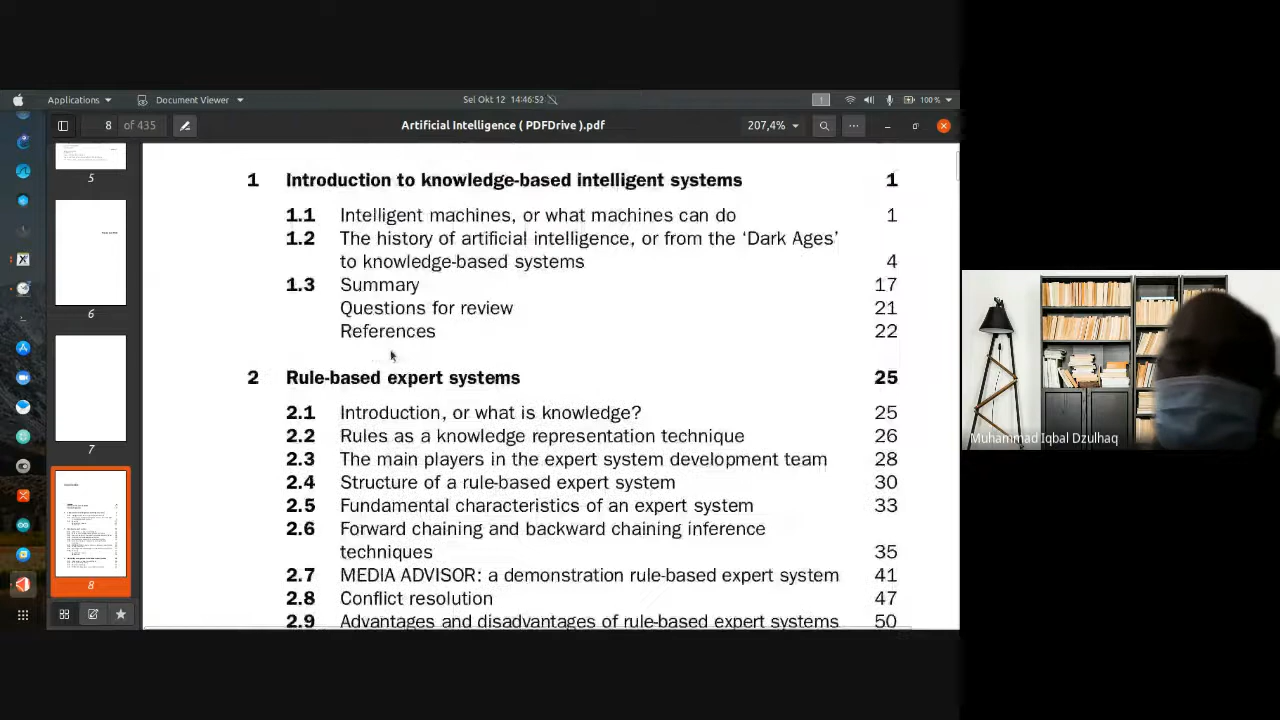 Applications
Document Viewer
Sel Okt 12 14:46:52
1
100 %
8 of 435
Artificial Intelligence ( PDFDrive ).pdf
207,4%
5
6
7
8
1 Introduction to knowledge-based intelligent systems 1
1.1 Intelligent machines, or what machines can do 1
1.2 The history of artificial intelligence, or from the ‘Dark Ages’
to knowledge-based systems 4
1.3 Summary 17
Questions for review 21
References 22
2 Rule-based expert systems 25
2.1 Introduction, or what is knowledge? 25
2.2 Rules as a knowledge representation technique 26
2.3 The main players in the expert system development team 28
2.4 Structure of a rule-based expert system 30
2.5 Fundamental characteristics of an expert system 33
2.6 Forward chaining and backward chaining inference
techniques 35
2.7 MEDIA ADVISOR: a demonstration rule-based expert system 41
2.8 Conflict resolution 47
2.9 Advantages and disadvantages of rule-based expert systems 50
Muhammad Iqbal Dzulhaq